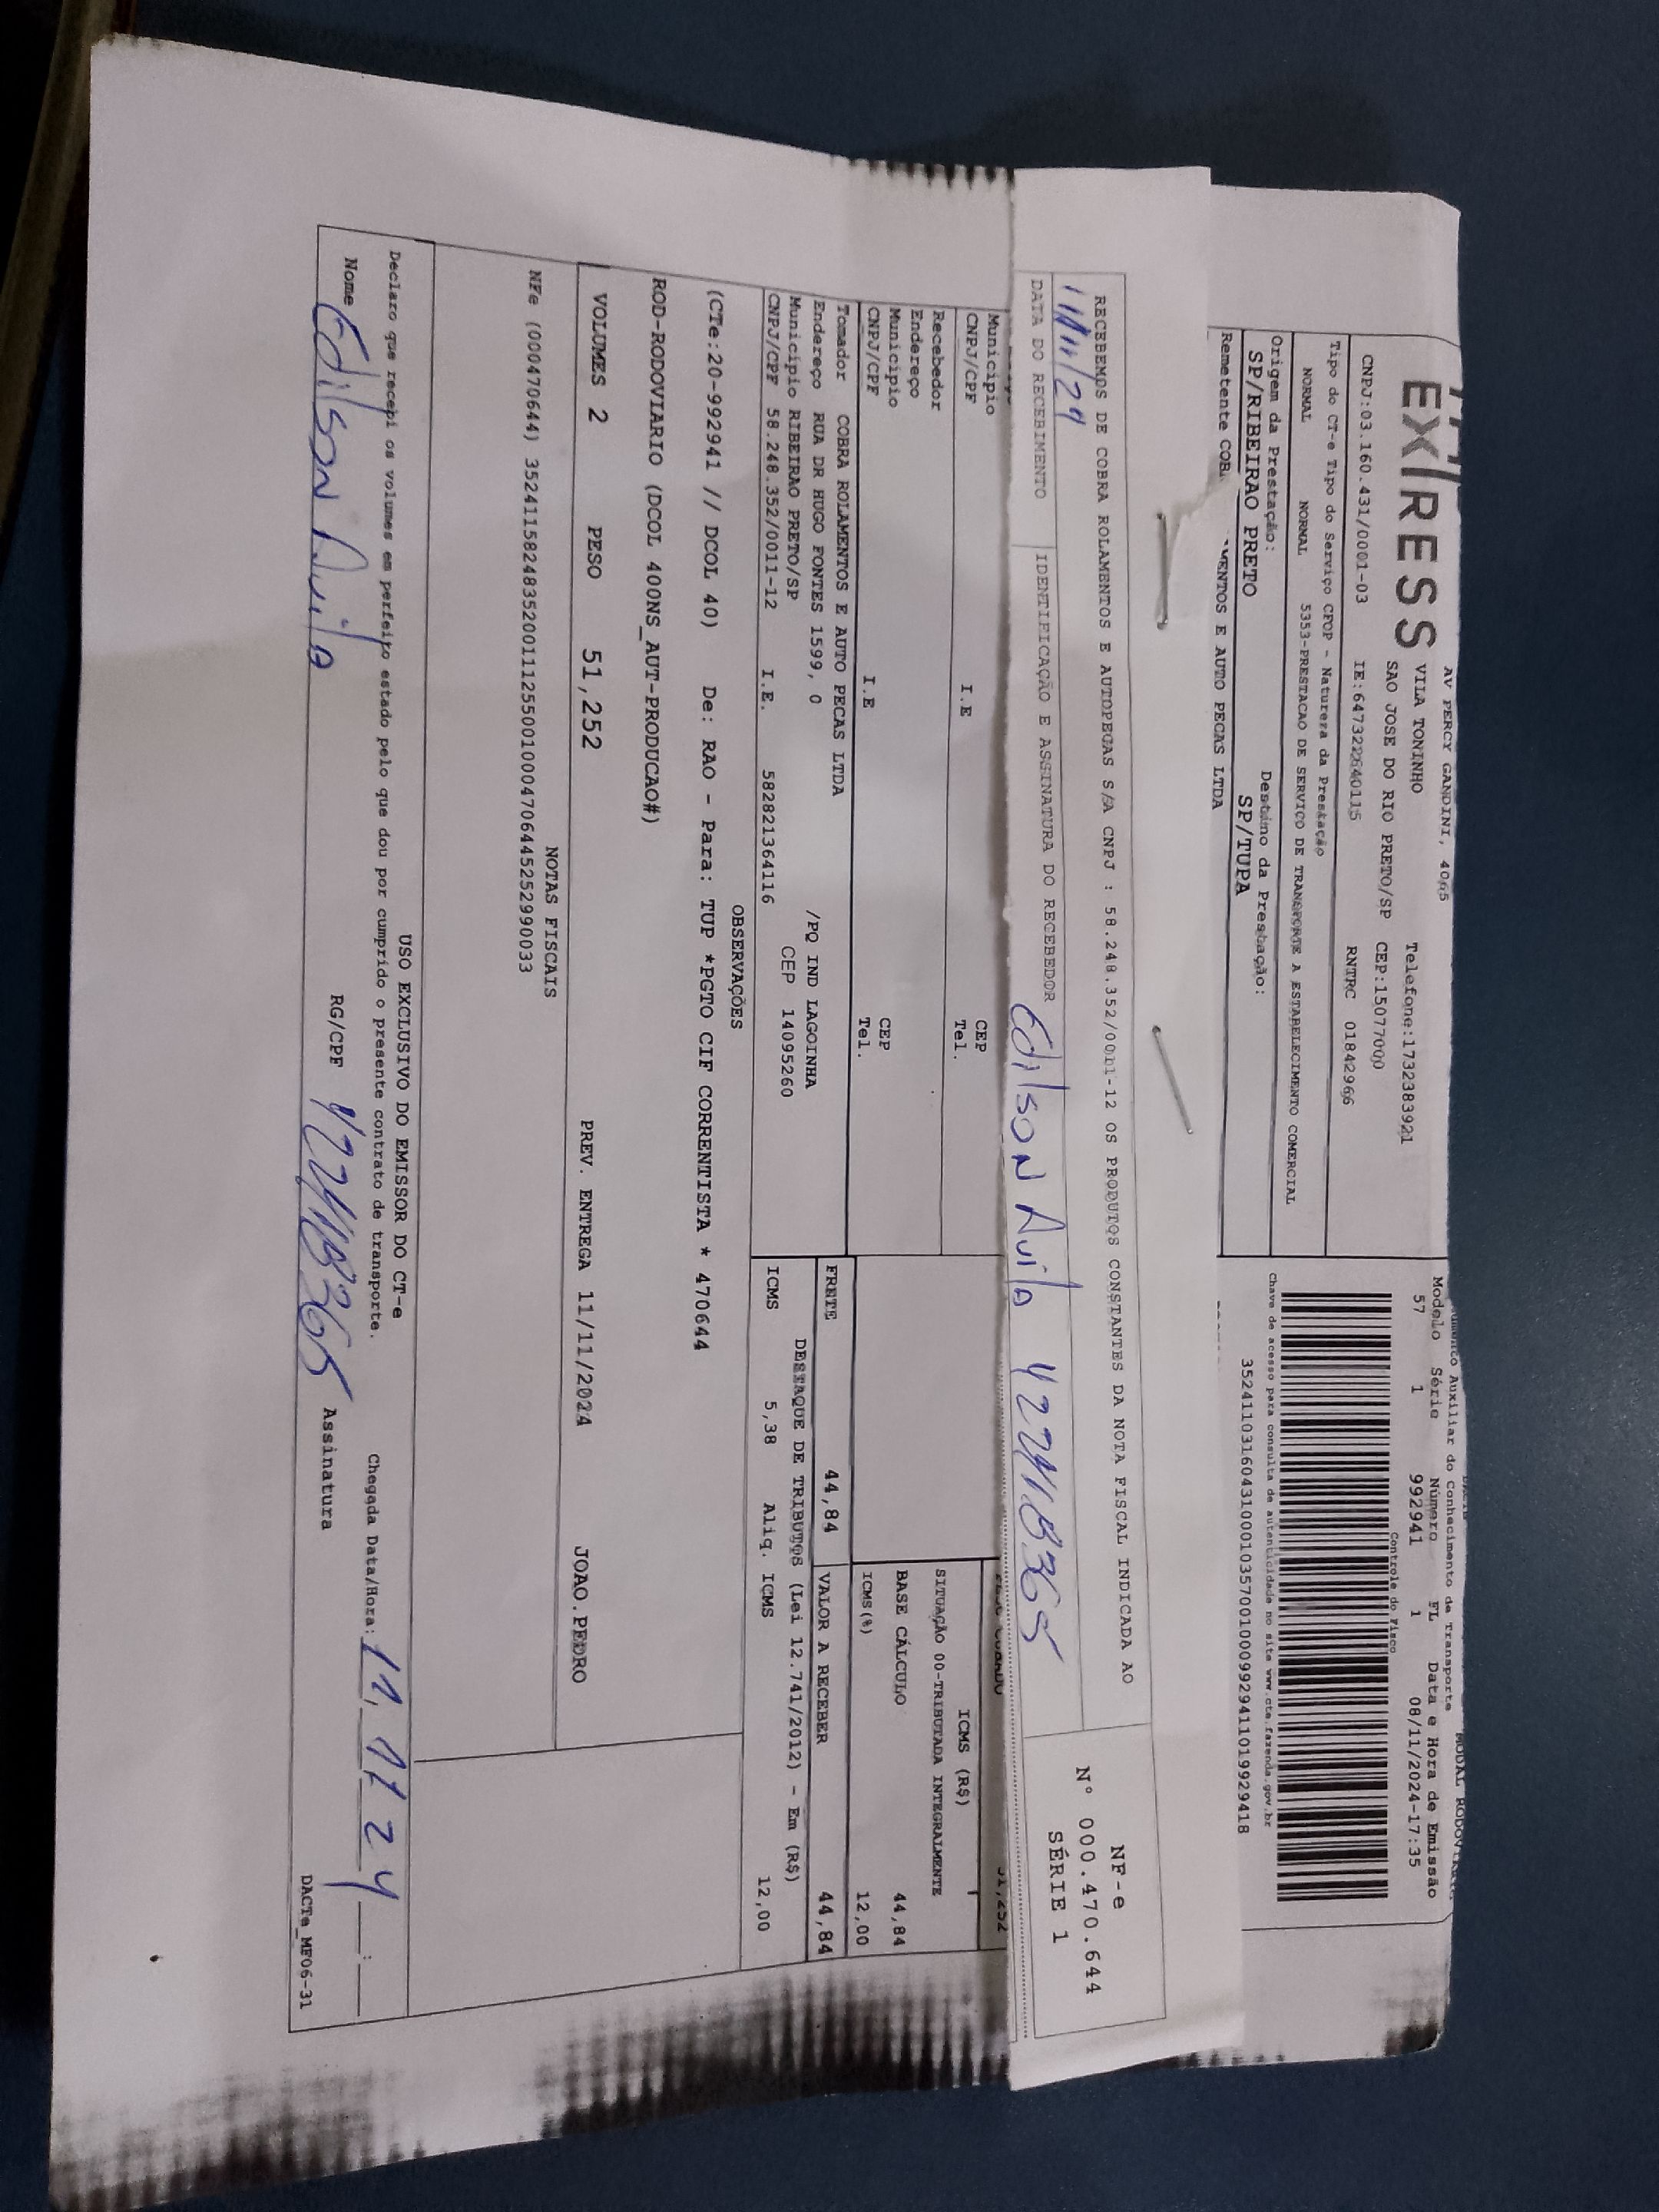 EXPRESS
AV PERCY GANDINI, 4065
VILA TONINHO
SAO JOSE DO RIO PRETO/SP
Telefone:1732383921
CEP:15077000
CNPJ:03.160.431/0001-03
IE:647322640115
RNTRC 01842966
Tipo do CT-e Tipo do Serviço CFOP - Natureza da Prestação
NORMAL NORMAL 5353-PRESTACAO DE SERVICO DE TRANSPORTE A ESTABELECIMENTO COMERCIAL
Origem da Prestação: Destino da Prestação:
SP/RIBEIRAO PRETO SP/TUPA
Remetente E AUTO PECAS LTDA
Auxiliar do Conhecimento de Transporte
Modelo Série Número FL Data e Hora de Emissão
57 1 992941 1 08/11/2024-17:35
Controle do Fisco
Chave de acesso para consulta de autenticidade no site www.cte.fazenda.gov.br
RECEBEMOS DE COBRA ROLAMENTOS E AUTOPECAS S/A CNPJ : 58.248.352/0011-12 OS PRODUTOS CONSTANTES DA NOTA FISCAL INDICADA AO
11/11/24
DATA DO RECEBIMENTO
IDENTIFICAÇÃO E ASSINATURA DO RECEBEDOR
Edilson Avila
NF-e
N° 000.470.644
SÉRIE 1
Município
CNPJ/CPF I.E
CEP
Tel.
Recebedor
Endereço
Município CEP
CNPJ/CPF I.E Tel.
Tomador COBRA ROLAMENTOS E AUTO PECAS LTDA
Endereço RUA DR HUGO FONTES 1599, 0 /PQ IND LAGOINHA
Município RIBEIRAO PRETO/SP CEP 14095260
CNPJ/CPF 58.248.352/0011-12 I.E. 582821364116
51,252
ICMS (R$)
SITUAÇÃO 00-TRIBUTADA INTEGRALMENTE
BASE CÁLCULO 44,84
ICMS(%) 12,00
FRETE 44,84 VALOR A RECEBER 44,84
DESTAQUE DE TRIBUTOS (Lei 12.741/2012) - Em (R$)
ICMS 5,38 Aliq. ICMS 12,00
OBSERVAÇÕES
(CTe:20-992941 // DCOL 40) De: RAO - Para: TUP *PGTO CIF CORRENTISTA * 470644
ROD-RODOVIARIO (DCOL 400NS_AUT-PRODUCAO#)
VOLUMES 2 PESO 51,252 PREV. ENTREGA 11/11/2024 JOAO.PEDRO
NOTAS FISCAIS
NFe (000470644) 35241158248352001112550010004706445252990033
USO EXCLUSIVO DO EMISSOR DO CT-e
Declaro que recebi os volumes em perfeito estado pelo que dou por cumprido o presente contrato de transporte.
Chegada Data/Hora: 11, 11, 24 :
Nome Edilson Avila RG/CPF Assinatura
DACTe_MF06-31